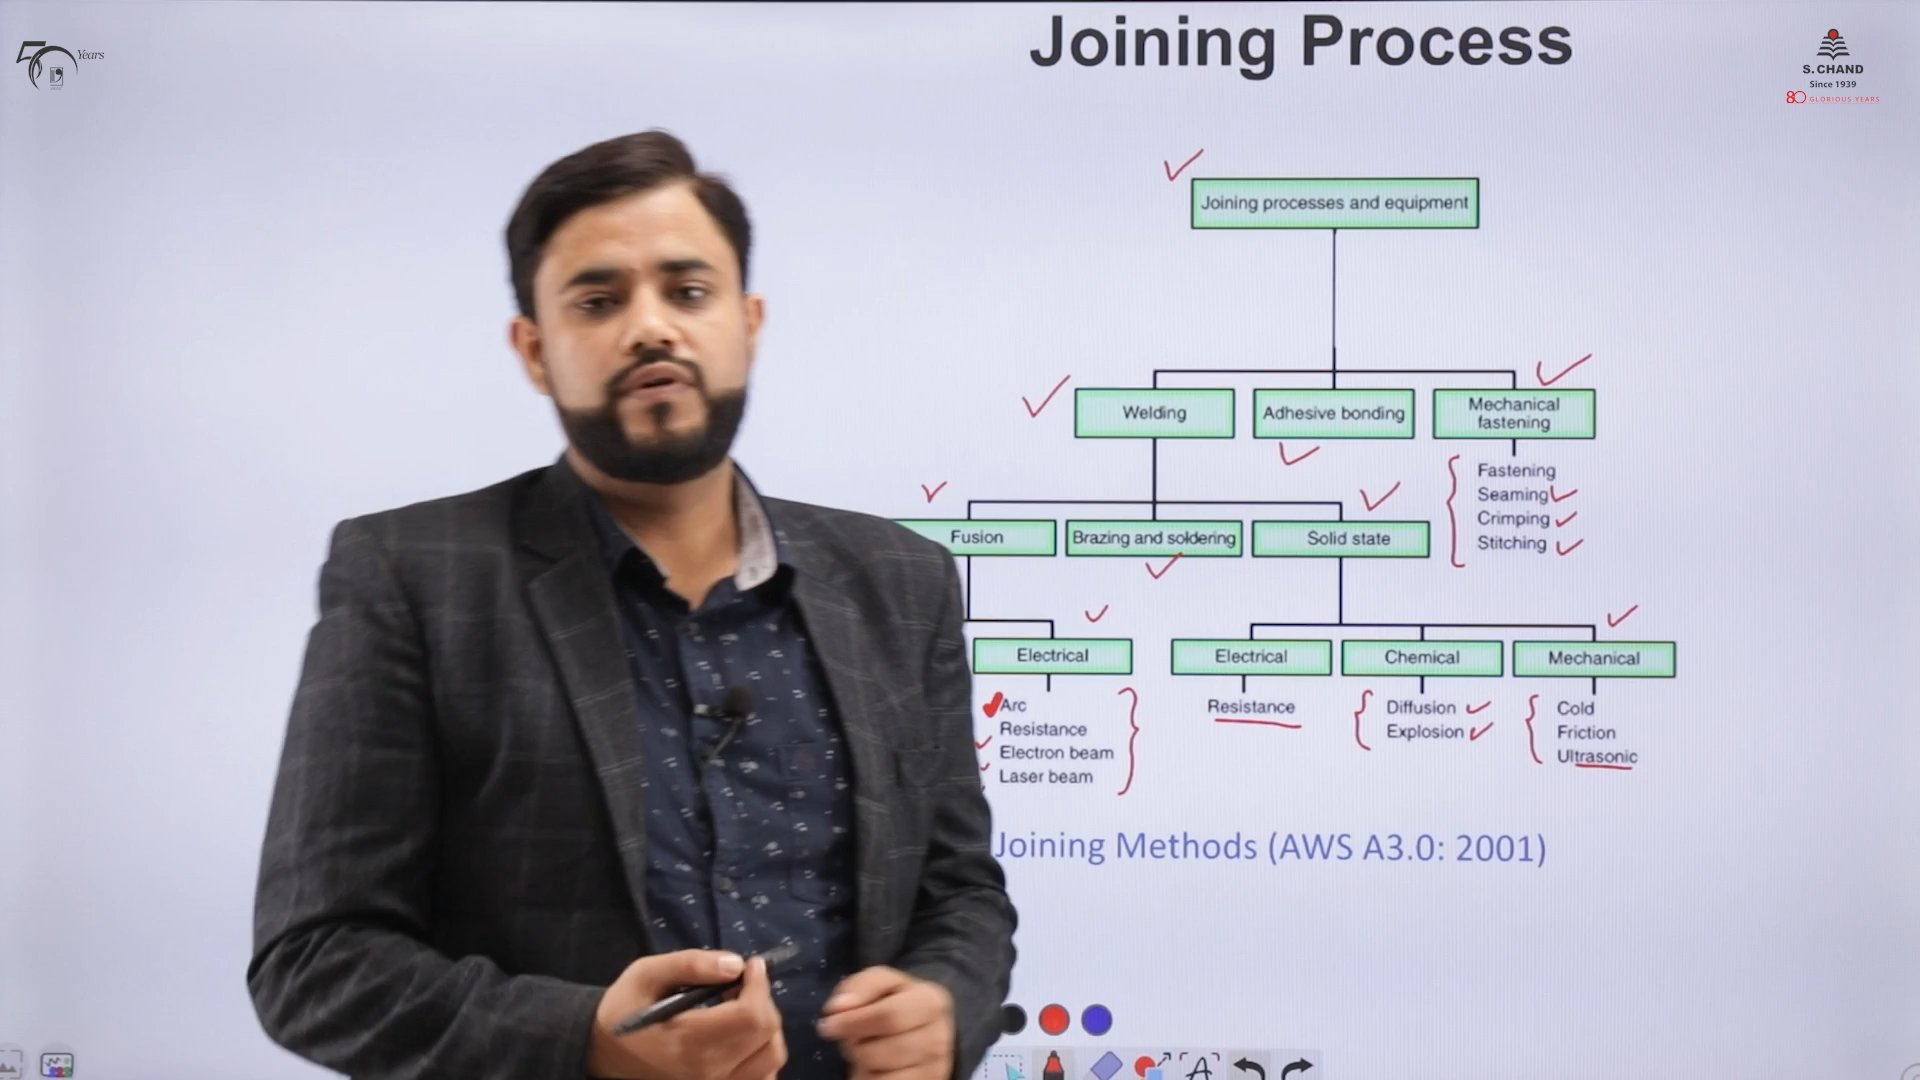 Joining Process
Years
S. CHAND
Since 1939
80 GLORIOUS YEARS
Joining processes and equipment
Welding
Adhesive bonding
Mechanical
fastening
Fastening
Seaming
Crimping
Stitching
Fusion
Brazing and soldering
Solid state
Electrical
Arc
Resistance
Electron beam
Laser beam
Electrical
Resistance
Chemical
Diffusion
Explosion
Mechanical
Cold
Friction
Ultrasonic
Joining Methods (AWS A3.0: 2001)